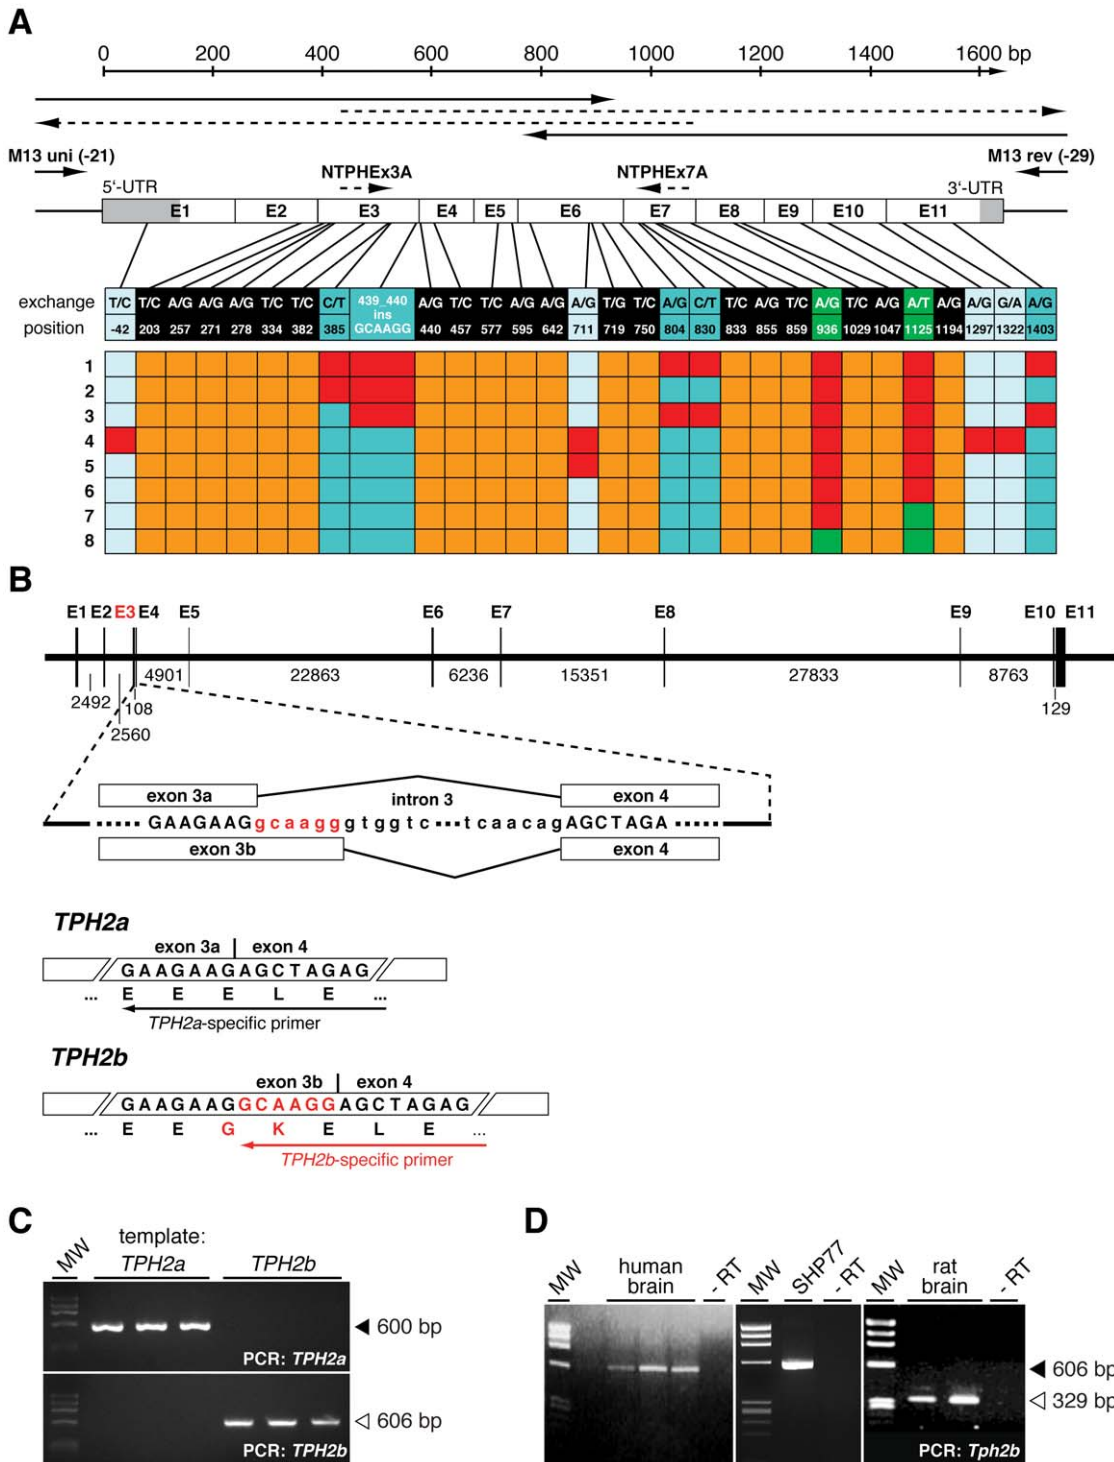 A
0 200 400 600 800 1000 1200 1400 1600 bp
M13 uni (-21) NTPHEx3A NTPHEx7A M13 rev (-29)
5'-UTR 3'-UTR
E1 E2 E3 E4 E5 E6 E7 E8 E9 E10 E11
exchange T/C T/C A/G A/G A/G T/C T/C C/T 439_440 ins GCAAGG A/G T/C T/C A/G A/G A/G T/G T/C A/G C/T T/C A/G T/C A/G T/C A/G A/T A/G A/G G/A A/G
position -42 203 257 271 278 334 382 385 440 457 577 595 642 711 719 750 804 830 833 855 859 936 1029 1047 1125 1194 1297 1322 1403
1
2
3
4
5
6
7
8
B
E1 E2 E3 E4 E5 E6 E7 E8 E9 E10 E11
4901 22863 6236 15351 27833 8763
2492 108 129
2560
exon 3a intron 3 exon 4
GAAGAAGgcaagggtggtc tcaacagAGCTAGA
exon 3b exon 4
TPH2a
exon 3a exon 4
GAAGAAGAGCTAGAG
... E E E L E ...
TPH2a-specific primer
TPH2b
exon 3b exon 4
GAAGAAGGCAAGGAGCTAGAG
... E E G K E L E ...
TPH2b-specific primer
C
template:
MW TPH2a TPH2b
600 bp
PCR: TPH2a
606 bp
PCR: TPH2b
D
MW human brain - RT MW SHP77 - RT MW rat brain - RT
606 bp
329 bp
PCR: Tph2b